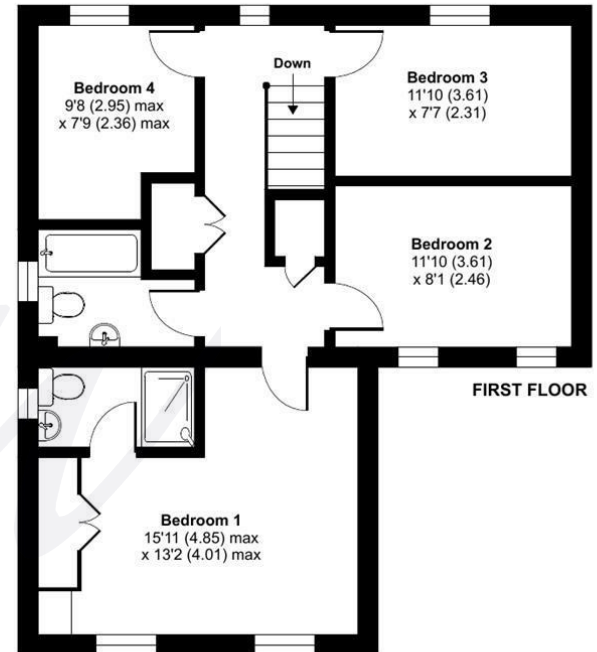 Down
Bedroom 4
9'8 (2.95) max
x 7'9 (2.36) max
Bedroom 3
11'10 (3.61)
x 7'7 (2.31)
Bedroom 2
11'10 (3.61)
x 8'1 (2.46)
FIRST FLOOR
Bedroom 1
15'11 (4.85) max
x 13'2 (4.01) max